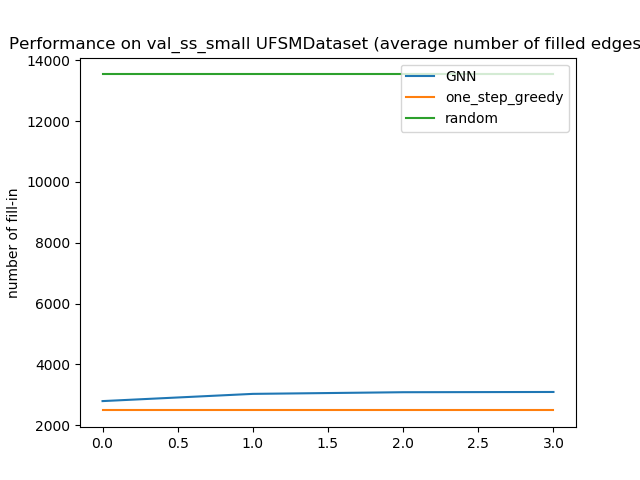 Performance on val_ss_small UFSMDataset (average number of filled edges
14000
12000
10000
8000
6000
4000
2000
number of fill-in
GNN
one_step_greedy
random
0.0 0.5 1.0 1.5 2.0 2.5 3.0